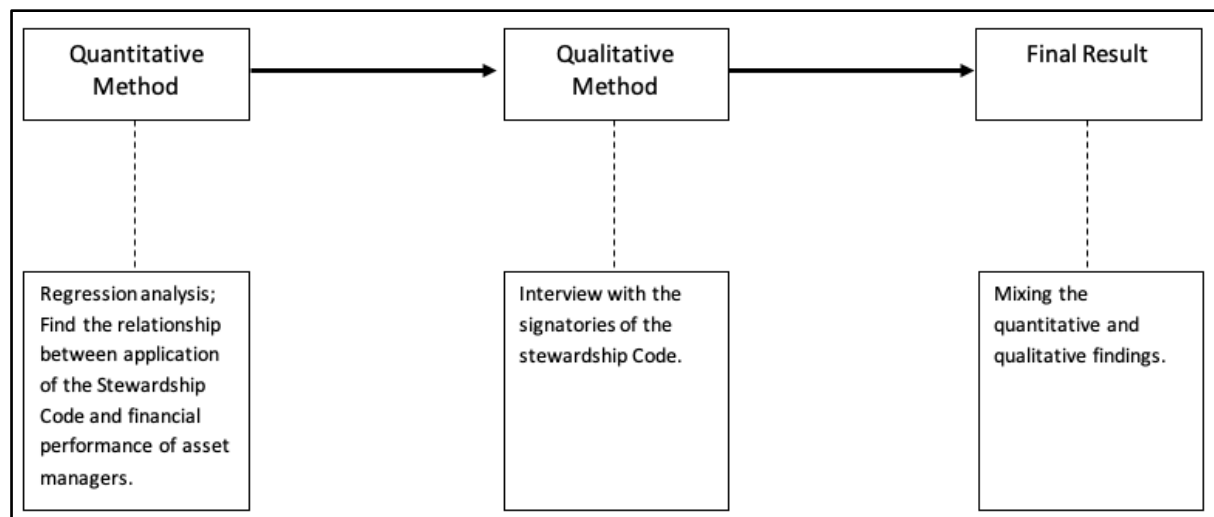 Quantitative
Method
Qualitative
Method
Final Result
Regression analysis;
Find the relationship
between application
of the Stewardship
Code and financial
performance of asset
managers.
Interview with the
signatories of the
stewardship Code.
Mixing the
quantitative and
qualitative findings.